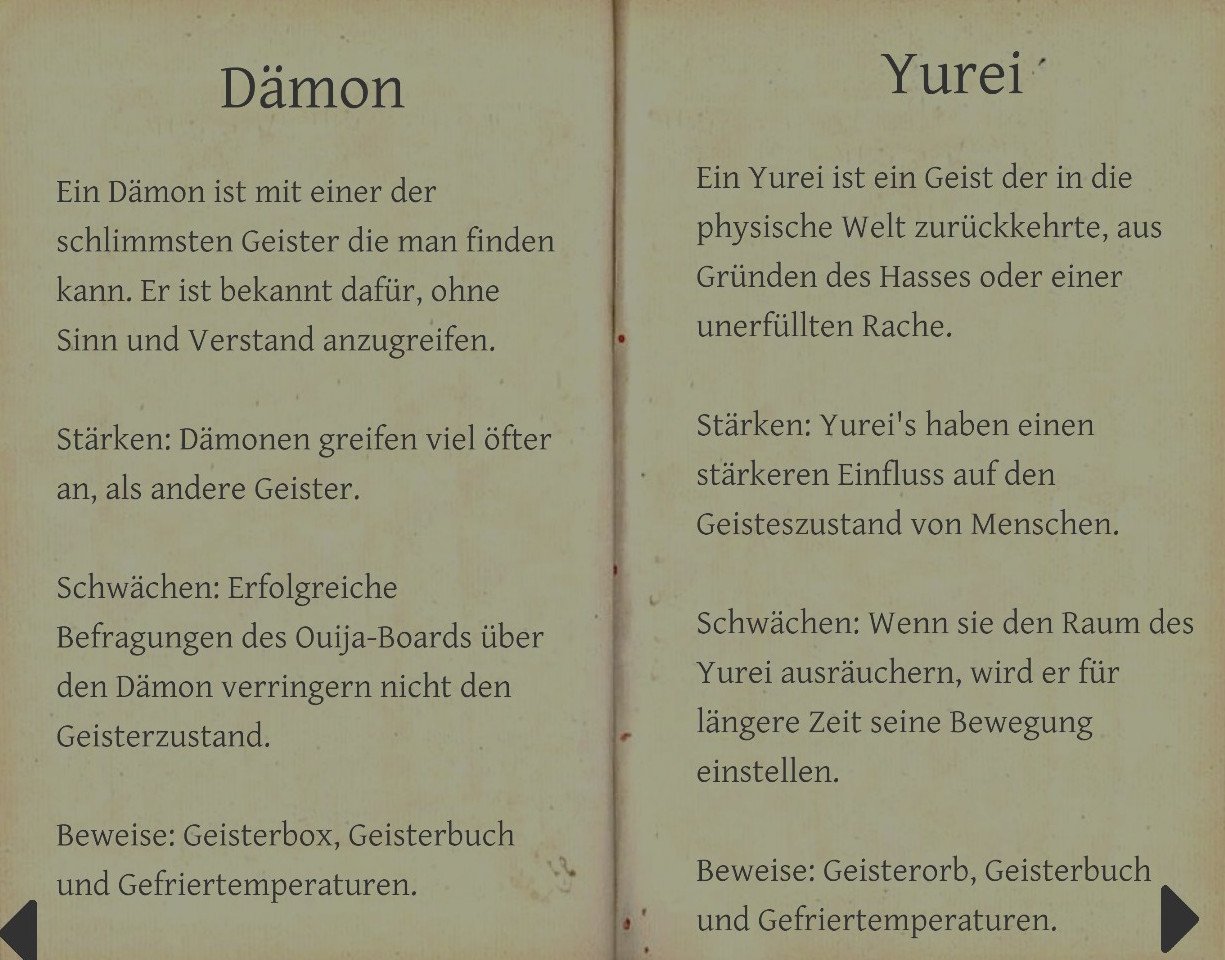 Dämon
Ein Dämon ist mit einer der
schlimmsten Geister die man finden
kann. Er ist bekannt dafür, ohne
Sinn und Verstand anzugreifen.
Stärken: Dämonen greifen viel öfter
an, als andere Geister.
Schwächen: Erfolgreiche
Befragungen des Ouija-Boards über
den Dämon verringern nicht den
Geisterzustand.
Beweise: Geisterbox, Geisterbuch
und Gefriertemperaturen.
Yurei
Ein Yurei ist ein Geist der in die
physische Welt zurückkehrte, aus
Gründen des Hasses oder einer
unerfüllten Rache.
Stärken: Yurei's haben einen
stärkeren Einfluss auf den
Geisteszustand von Menschen.
Schwächen: Wenn sie den Raum des
Yurei ausräuchern, wird er für
längere Zeit seine Bewegung
einstellen.
Beweise: Geisterorb, Geisterbuch
und Gefriertemperaturen.